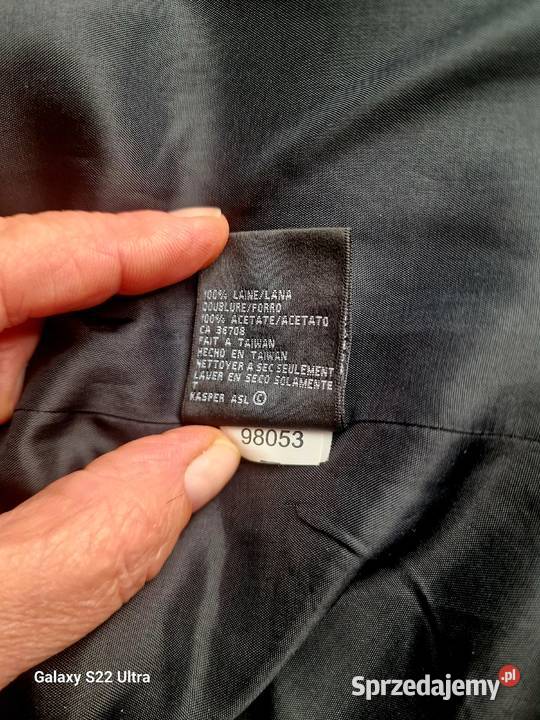 100% LAINE/LANA
DOUBLURE/FORRO
100% ACETATE/ACETATO
CA 36708
FAIT A TAIWAN
HECHO EN TAIWAN
NETTOYER A SEC SEULEMENT
LAVER EN SECO SOLAMENTE
T
KASPER ASL ©
98053
Galaxy S22 Ultra
Sprzedajemy.pl